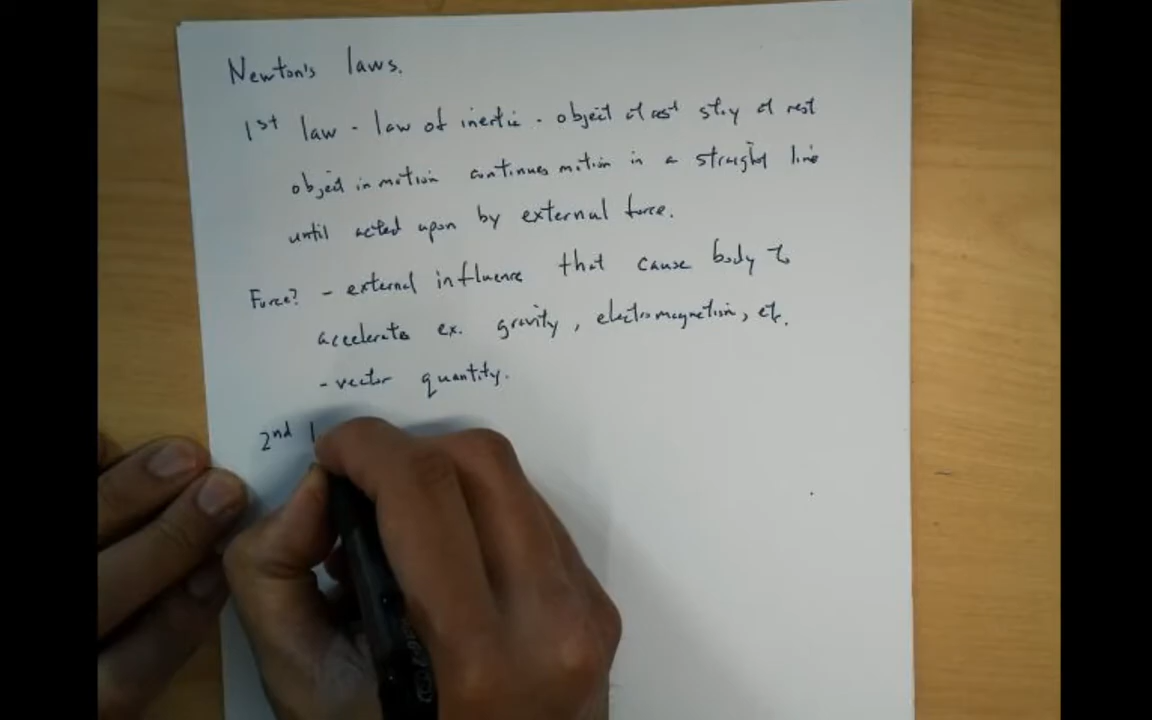 Newton's laws.
1st law - law of inertia - object at rest stay at rest
object in motion continues motion in a straight line
until acted upon by external force.
Force? - external influence that cause body to
accelerate ex. gravity, electromagnetism, etc.
- vector quantity.
2nd l